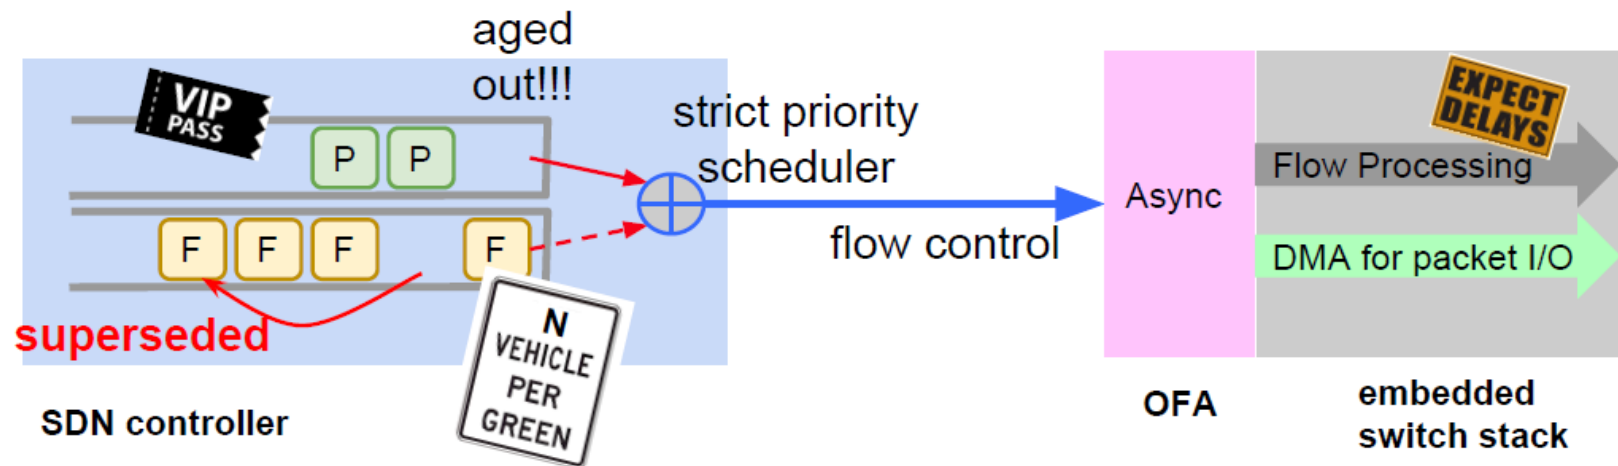 aged
out!!!
VIP
PASS
P P
strict priority
scheduler
F F F F
superseded
N
VEHICLE
PER
GREEN
SDN controller
flow control
Async
OFA
EXPECT
DELAYS
Flow Processing
DMA for packet I/O
embedded
switch stack